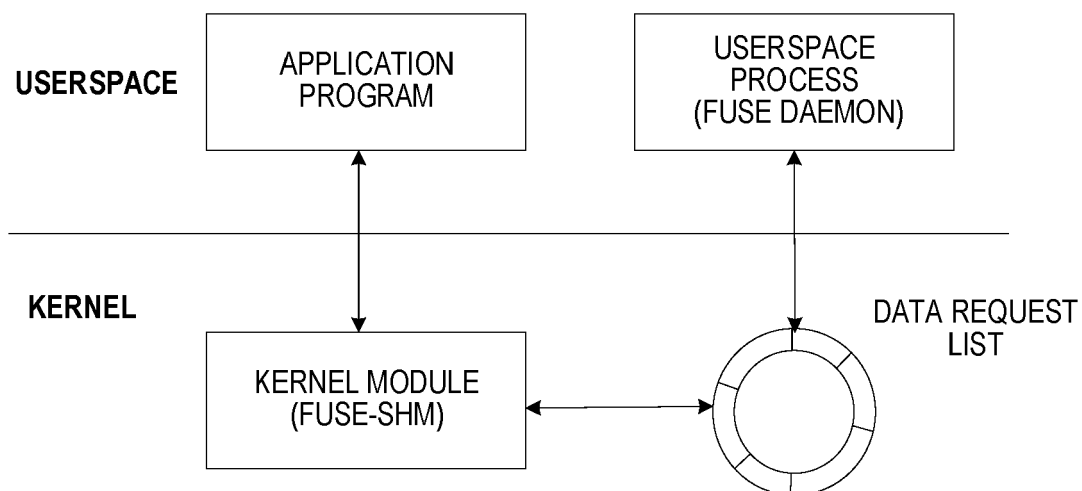 USERSPACE
APPLICATION
PROGRAM
USERSPACE
PROCESS
(FUSE DAEMON)
KERNEL
KERNEL MODULE
(FUSE-SHM)
DATA REQUEST
LIST